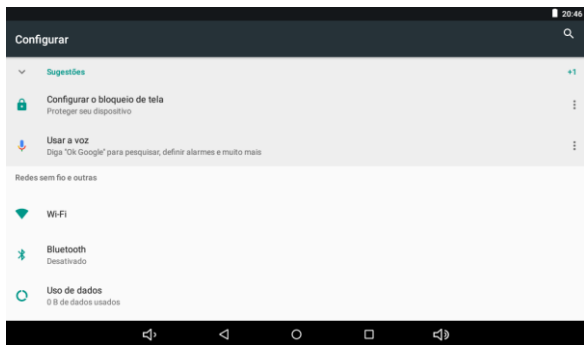 20:46
Configurar
Sugestões +1
Configurar o bloqueio de tela
Proteger seu dispositivo
Usar a voz
Diga "Ok Google" para pesquisar, definir alarmes e muito mais
Redes sem fio e outras
Wi-Fi
Bluetooth
Desativado
Uso de dados
0 B de dados usados